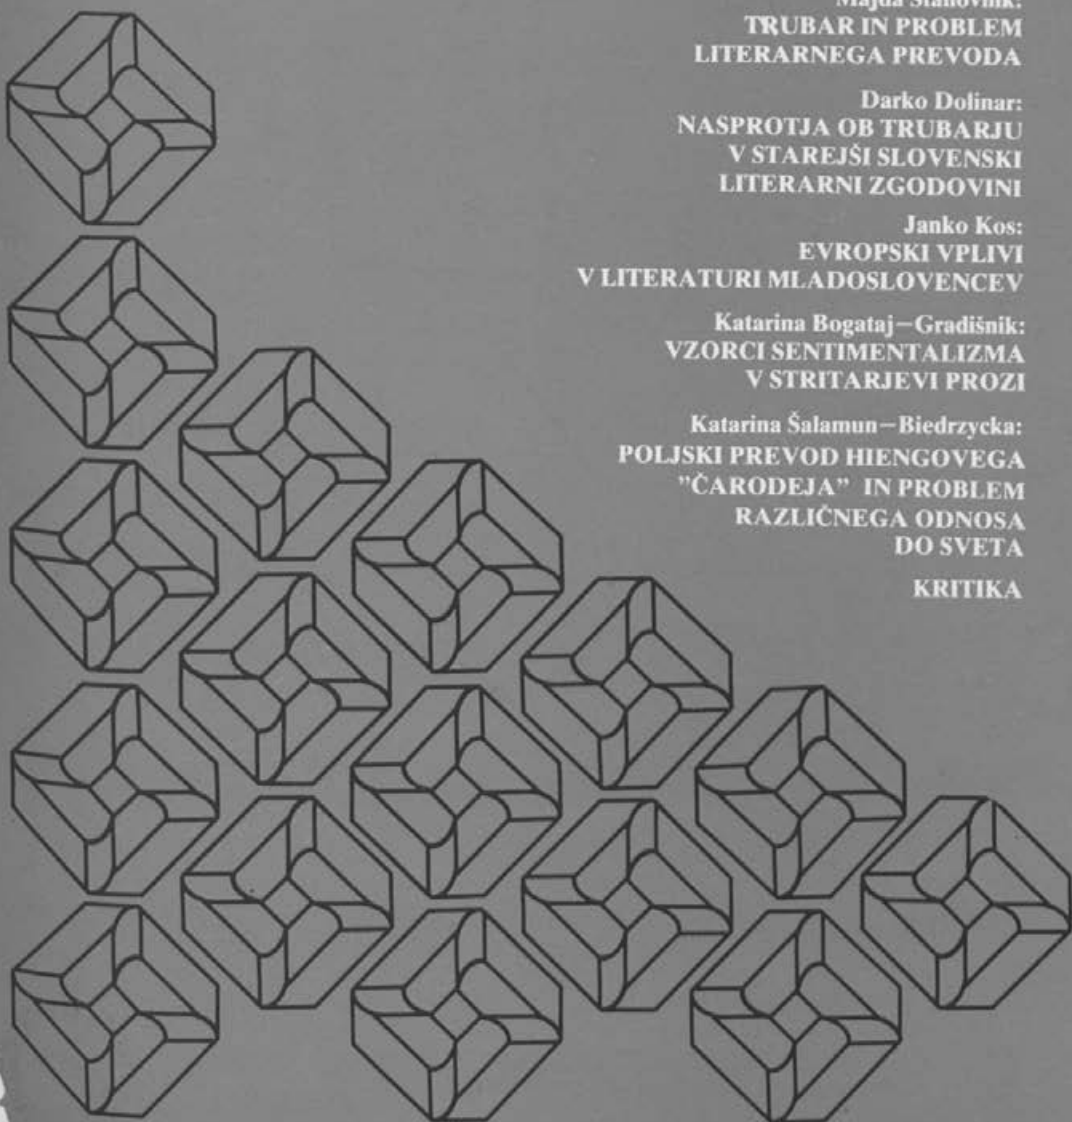 Majda Stanovnik:
TRUBAR IN PROBLEM
LITERARNEGA PREVODA
Darko Dolinar:
NASPROTJA OB TRUBARJU
V STAREJŠI SLOVENSKI
LITERARNI ZGODOVINI
Janko Kos:
EVROPSKI VPLIVI
V LITERATURI MLADOSLOVENCEV
Katarina Bogataj—Gradišnik:
VZORCI SENTIMENTALIZMA
V STRITARJEVI PROZI
Katarina Šalamun—Biedrzycka:
POLJSKI PREVOD HIENGOVEGA
"ČARODEJA" IN PROBLEM
RAZLIČNEGA ODNOSA
DO SVETA
KRITIKA